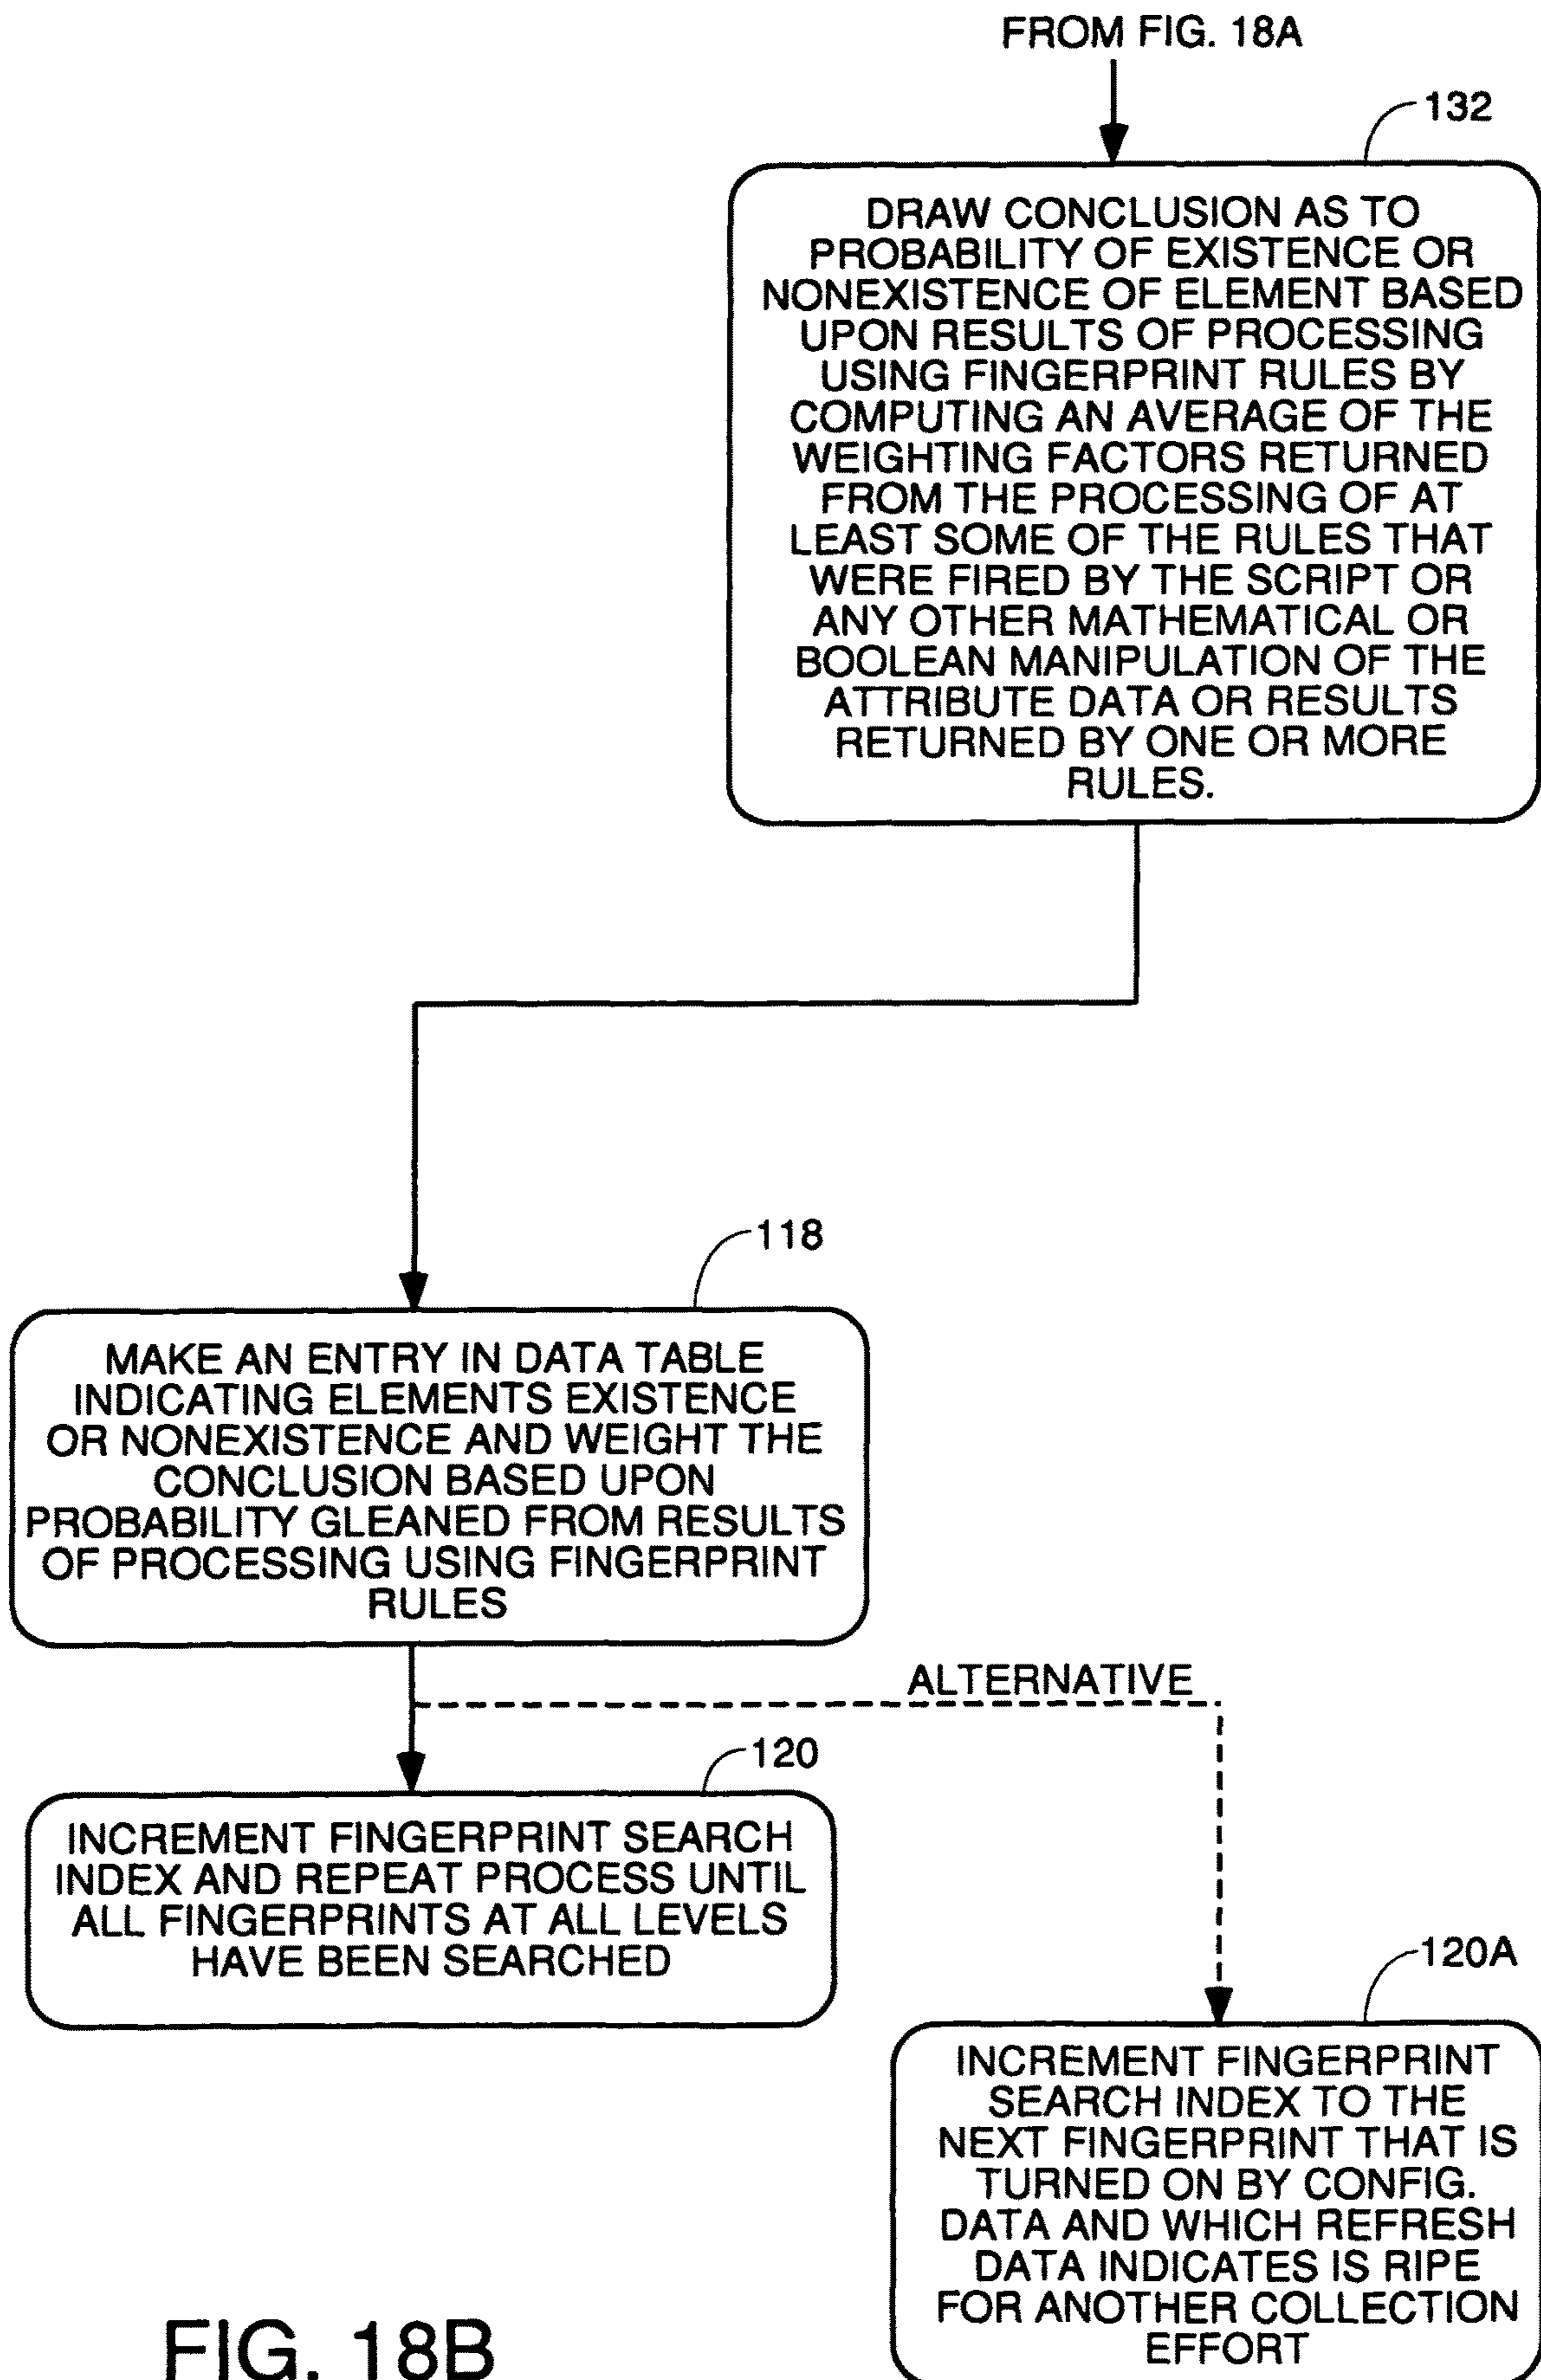 FROM FIG. 18A
132
DRAW CONCLUSION AS TO
PROBABILITY OF EXISTENCE OR
NONEXISTENCE OF ELEMENT BASED
UPON RESULTS OF PROCESSING
USING FINGERPRINT RULES BY
COMPUTING AN AVERAGE OF THE
WEIGHTING FACTORS RETURNED
FROM THE PROCESSING OF AT
LEAST SOME OF THE RULES THAT
WERE FIRED BY THE SCRIPT OR
ANY OTHER MATHEMATICAL OR
BOOLEAN MANIPULATION OF THE
ATTRIBUTE DATA OR RESULTS
RETURNED BY ONE OR MORE
RULES.
118
MAKE AN ENTRY IN DATA TABLE
INDICATING ELEMENTS EXISTENCE
OR NONEXISTENCE AND WEIGHT THE
CONCLUSION BASED UPON
PROBABILITY GLEANED FROM RESULTS
OF PROCESSING USING FINGERPRINT
RULES
ALTERNATIVE
120
INCREMENT FINGERPRINT SEARCH
INDEX AND REPEAT PROCESS UNTIL
ALL FINGERPRINTS AT ALL LEVELS
HAVE BEEN SEARCHED
120A
INCREMENT FINGERPRINT
SEARCH INDEX TO THE
NEXT FINGERPRINT THAT IS
TURNED ON BY CONFIG.
DATA AND WHICH REFRESH
DATA INDICATES IS RIPE
FOR ANOTHER COLLECTION
EFFORT
FIG. 18B